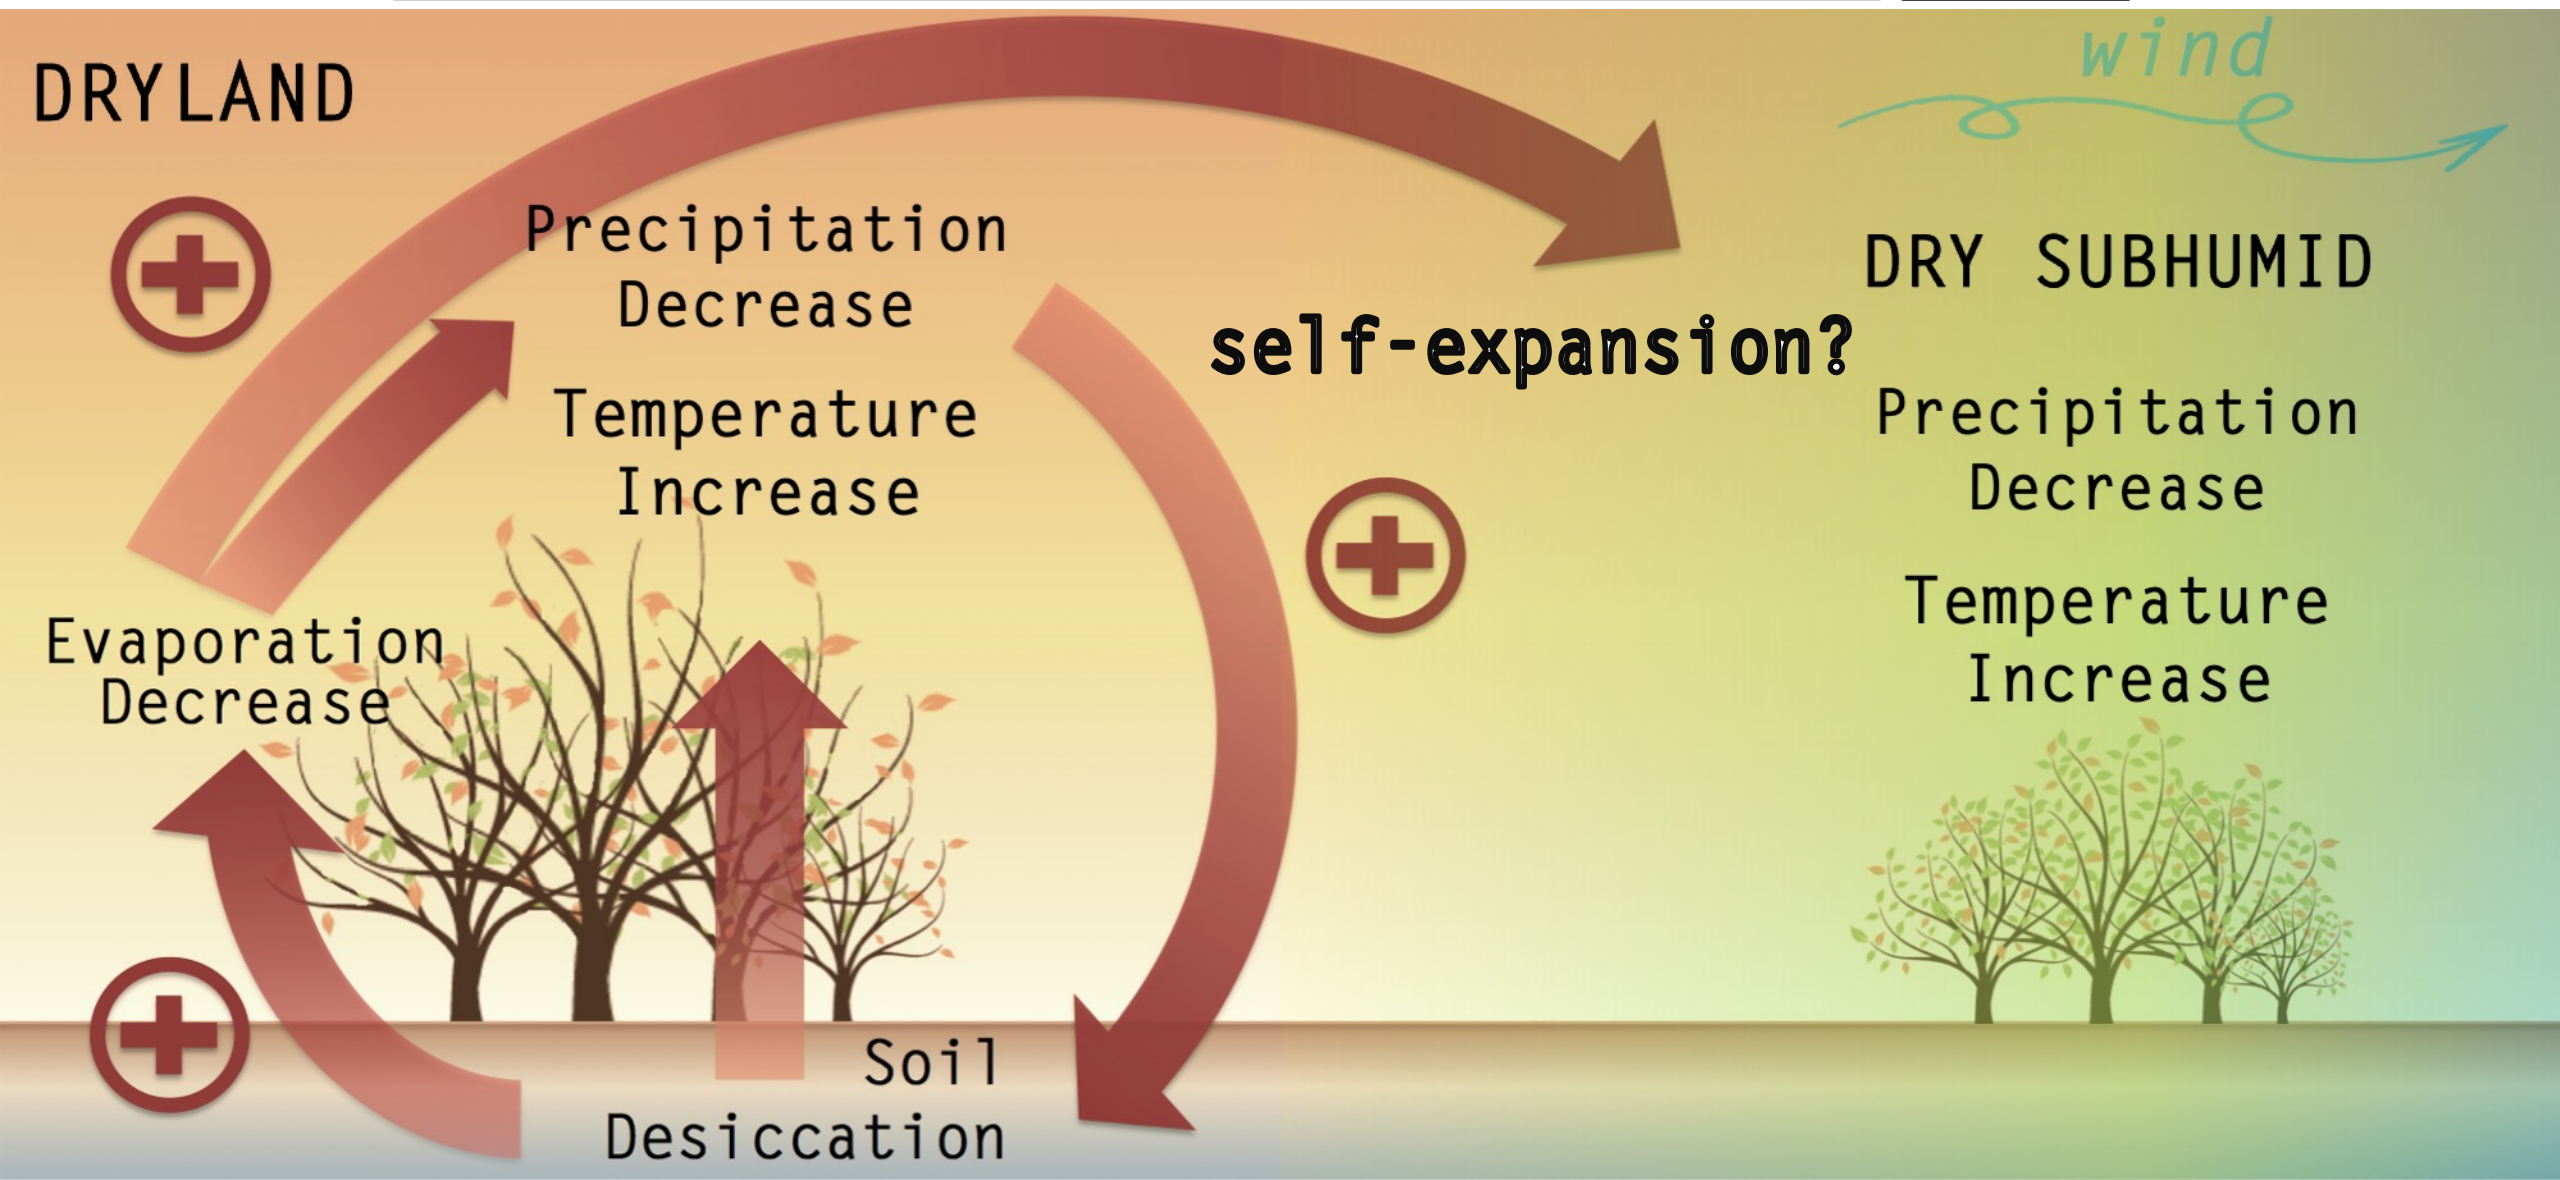 DRYLAND
wind
Precipitation
Decrease
DRY SUBHUMID
self-expansion?
Temperature
Increase
Precipitation
Decrease
Evaporation
Decrease
Temperature
Increase
Soil
Desiccation